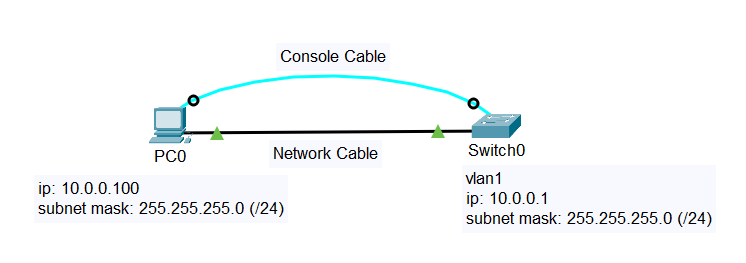 Console Cable
PC0
Network Cable
Switch0
ip: 10.0.0.100
subnet mask: 255.255.255.0 (/24)
vlan1
ip: 10.0.0.1
subnet mask: 255.255.255.0 (/24)